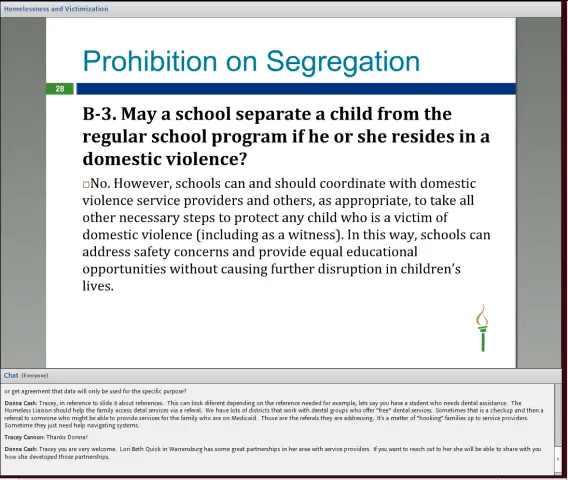 Homelessness and Victimization
Prohibition on Segregation
28
B-3. May a school separate a child from the
regular school program if he or she resides in a
domestic violence?
□No. However, schools can and should coordinate with domestic
violence service providers and others, as appropriate, to take all
other necessary steps to protect any child who is a victim of
domestic violence (including as a witness). In this way, schools can
address safety concerns and provide equal educational
opportunities without causing further disruption in children's
lives.
Chat (Everyone)
or get agreement that data will only be used for the specific purpose?
Donna Cash: Tracey, in reference to slide 6 about references. This can look diferent depending on the reference needed for example, lets say you have a student who needs dental assistance. The
Homeless Liaison should help the family access detal services via a referal. We have lots of districts that work with dental groups who offer "free" dental services. Sometimes that is a checkup and then a
referral to someone who might be able to provide services for the family who are on Medicaid. Those are the referals they are addressing. It's a matter of "hooking" families up to service providers.
Sometime they just need help navigating systems.
Tracey Cannon: Thanks Donna!
Donna Cash: Tracey you are very welcome. Lori Beth Quick in Warrensburg has some great partnerships in her area with service providers. If you want to reach out to her she will be able to share with you
how she developed those partnerships.